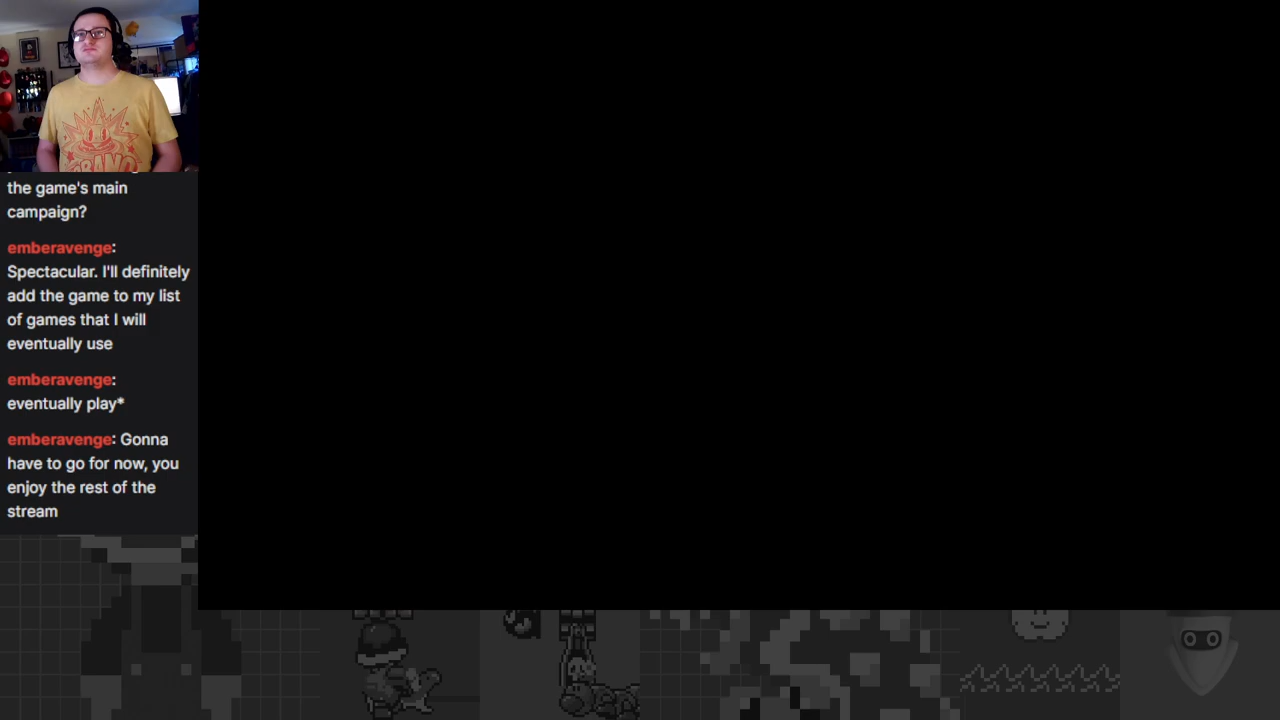 BANG
the game's main
campaign?
emberavenge:
Spectacular. I'll definitely
add the game to my list
of games that I will
eventually use
emberavenge:
eventually play*
emberavenge: Gonna
have to go for now, you
enjoy the rest of the
stream